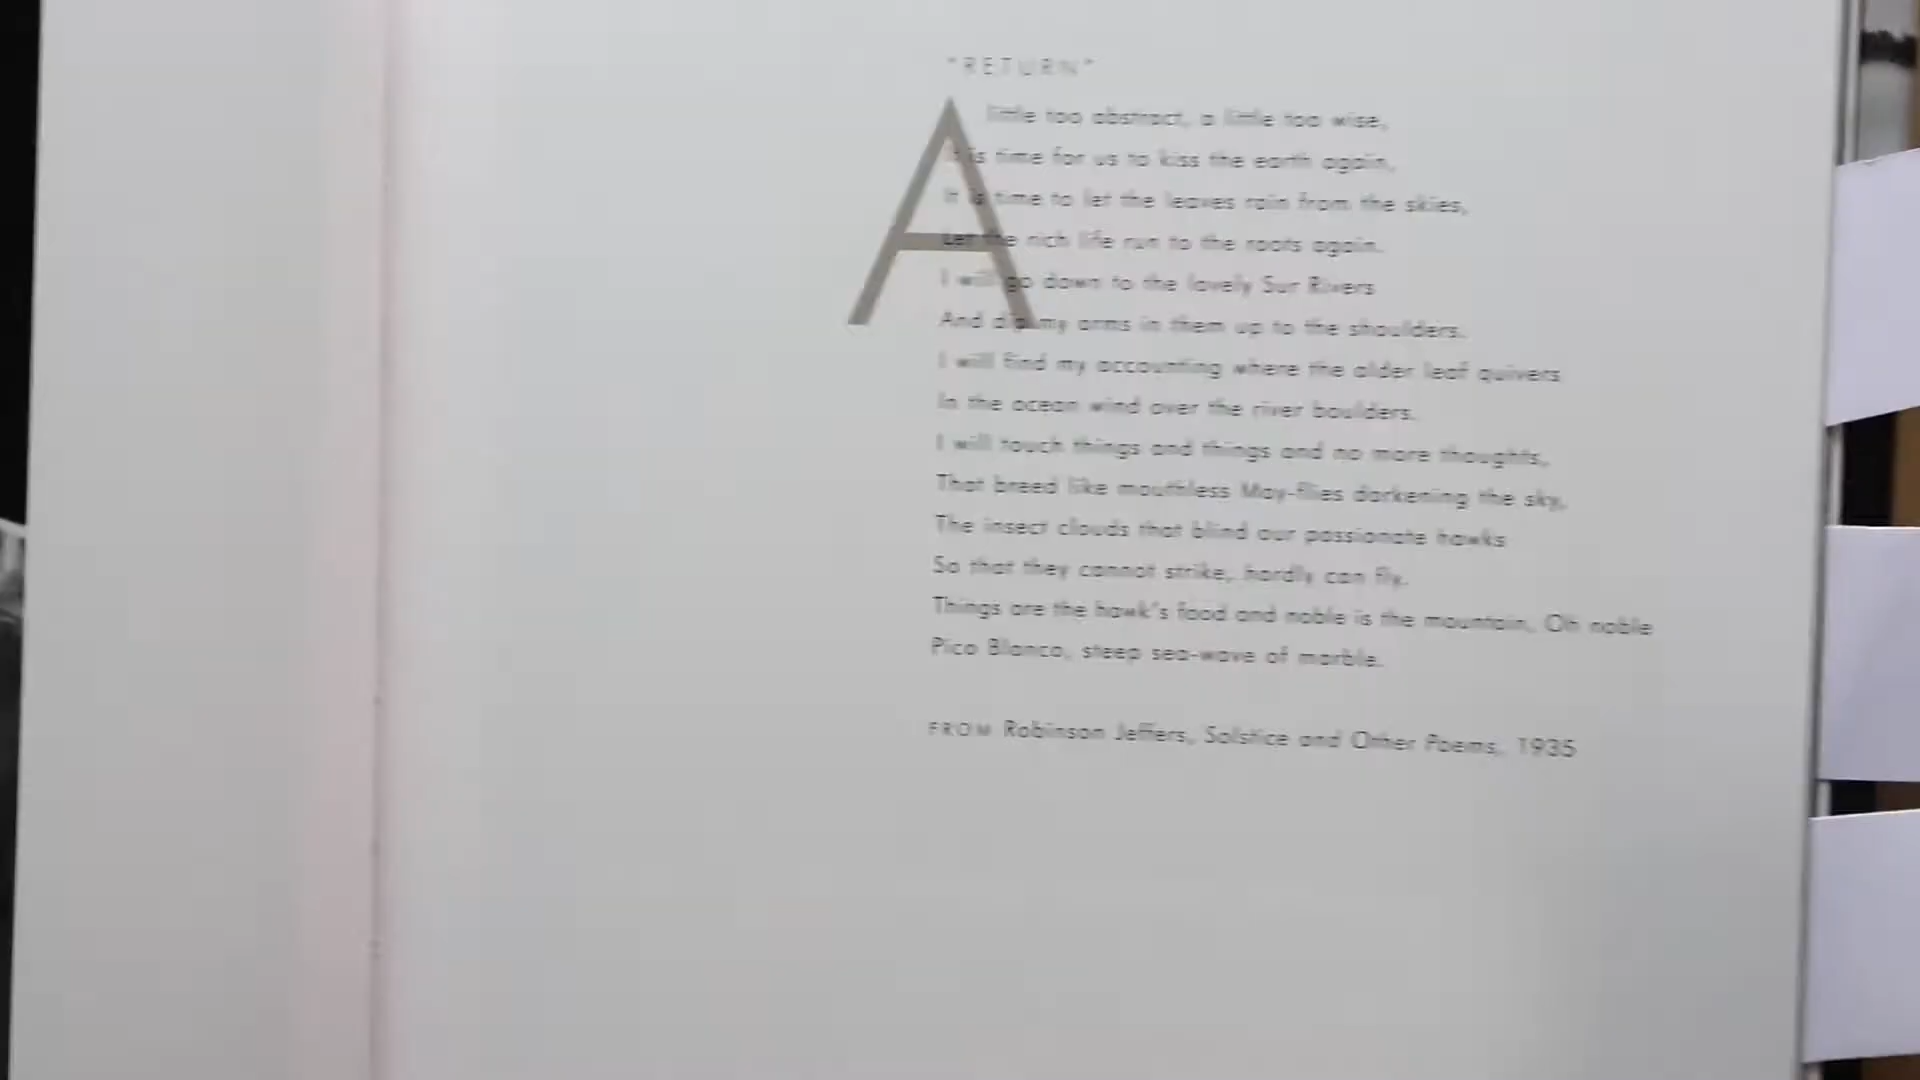 "RETURN"
A little too abstract, a little too wise,
It is time for us to kiss the earth again,
It is time to let the leaves rain from the skies,
Let the rich life run to the roots again.
I will go down to the lovely Sur Rivers
And dip my arms in them up to the shoulders.
I will find my accounting where the alder leaf quivers
In the ocean wind over the river boulders.
I will touch things and things and no more thoughts,
That breed like mouthless May-flies darkening the sky,
The insect clouds that blind our passionate hawks
So that they cannot strike, hardly can fly.
Things are the hawk's food and noble is the mountain, Oh noble
Pico Blanco, steep sea-wave of marble.
FROM Robinson Jeffers, Solstice and Other Poems, 1935